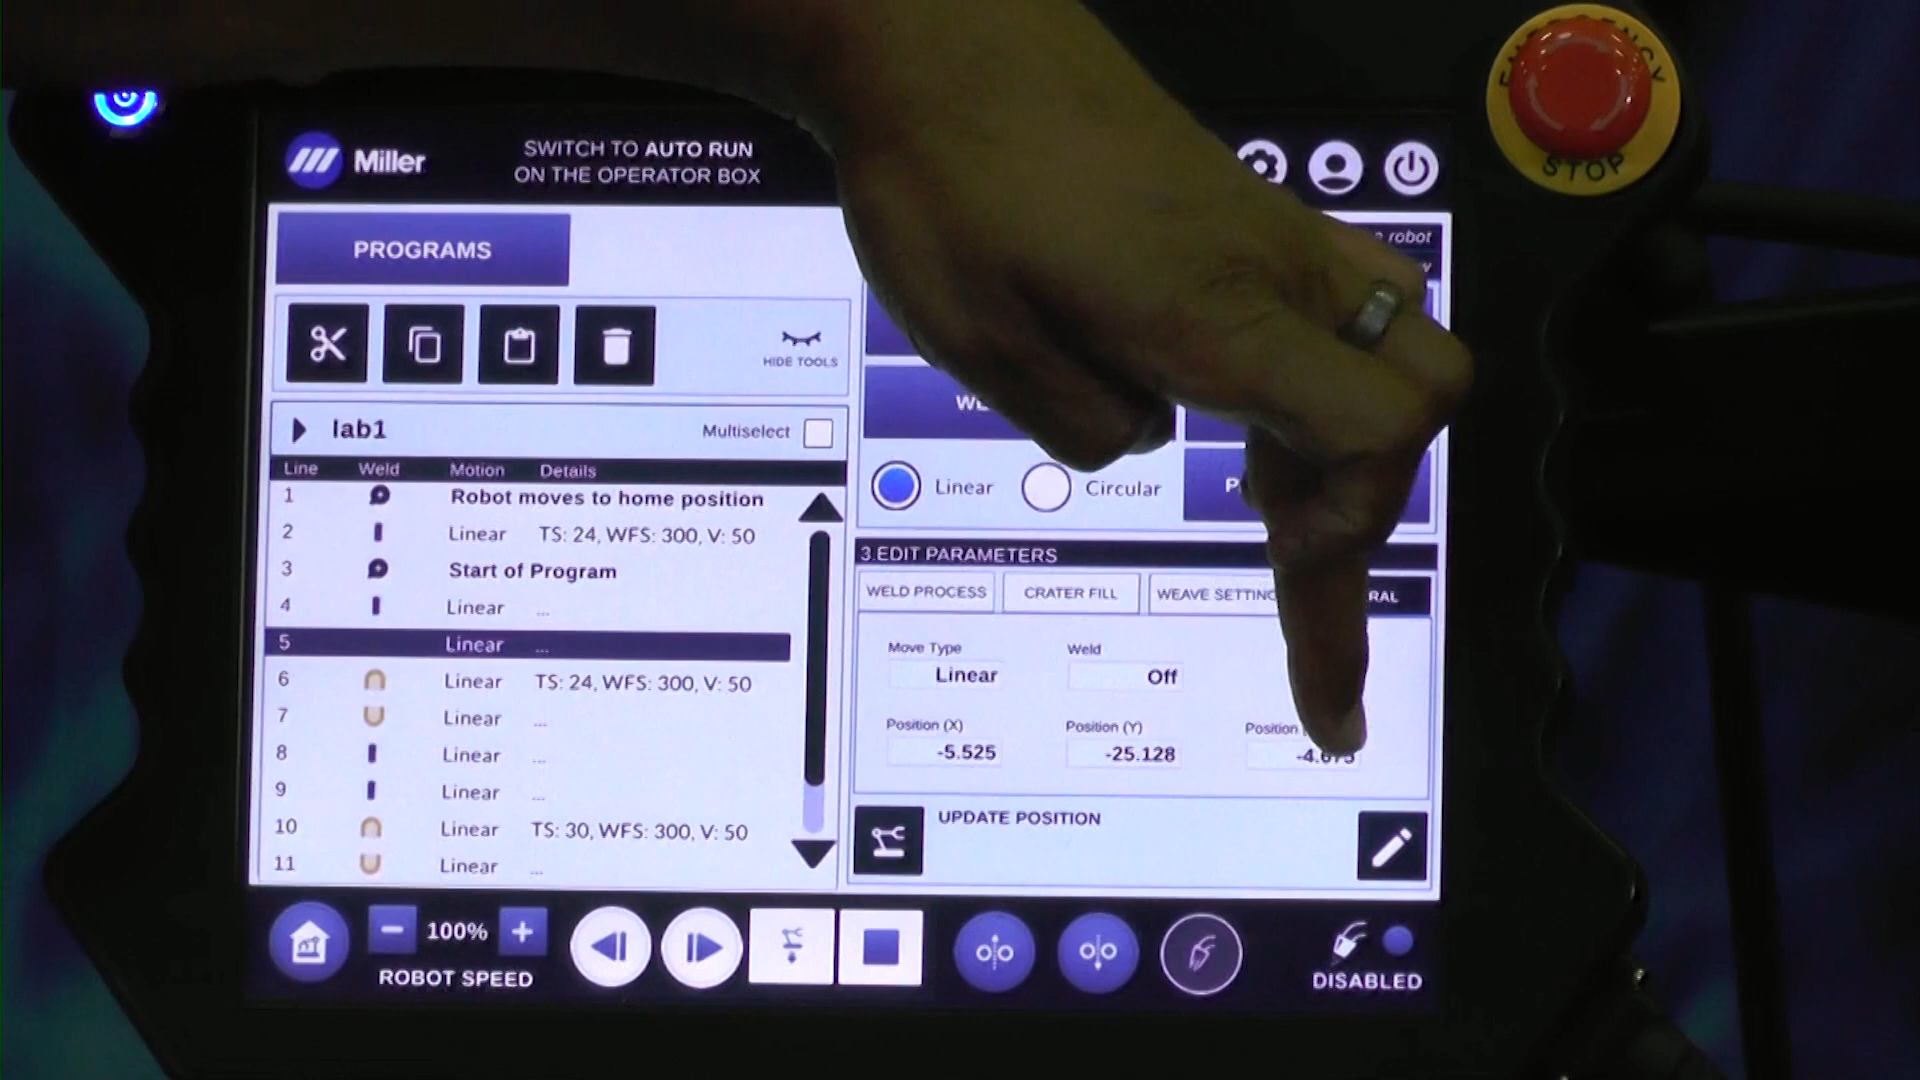 EMERGENCY
STOP
Miller
SWITCH TO AUTO RUN
ON THE OPERATOR BOX
PROGRAMS
robot
HIDE TOOLS
lab1
Multiselect
Line Weld Motion Details
1 Robot moves to home position
2 Linear TS: 24, WFS: 300, V: 50
3 Start of Program
4 Linear ...
5 Linear ...
6 Linear TS: 24, WFS: 300, V: 50
7 Linear ...
8 Linear ...
9 Linear ...
10 Linear TS: 30, WFS: 300, V: 50
11 Linear ...
Linear Circular
3.EDIT PARAMETERS
WELD PROCESS CRATER FILL WEAVE
Move Type Weld
Linear Off
Position (X) Position (Y) Position
-5.525 -25.128
UPDATE POSITION
- 100% +
ROBOT SPEED
DISABLED